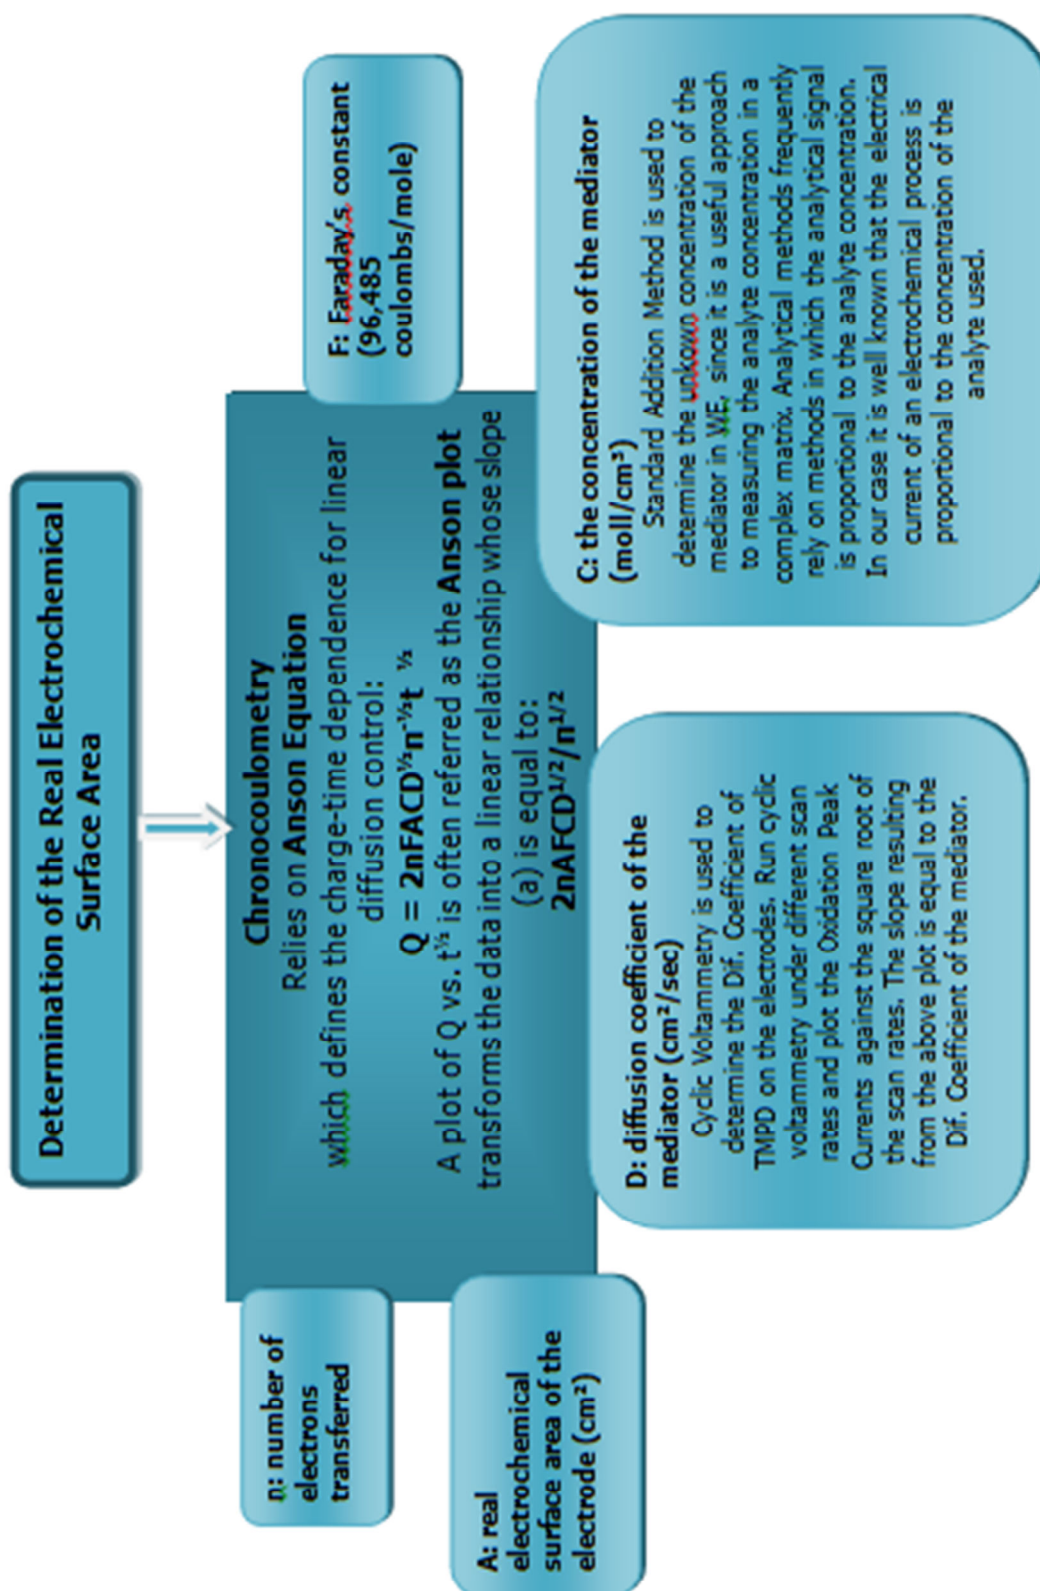 Determination of the Real Electrochemical
Surface Area
Chronocoulometry
Relies on Anson Equation
which defines the charge-time dependence for linear
diffusion control:
Q = 2nFACD^½n^-½t ^½
A plot of Q vs. t^½ is often referred as the Anson plot
transforms the data into a linear relationship whose slope
(a) is equal to:
2nAFCD^1/2/n^1/2
n: number of
electrons
transferred
F: Faraday's constant
(96,485
coulombs/mole)
A: real
electrochemical
surface area of the
electrode (cm²)
D: diffusion coefficient of the
mediator (cm²/sec)
Cyclic Voltammetry is used to
determine the Dif. Coefficient of
TMPD on the electrodes. Run cyclic
voltammetry under different scan
rates and plot the Oxidation Peak
Currents against the square root of
the scan rates. The slope resulting
from the above plot is equal to the
Dif. Coefficient of the mediator.
C: the concentration of the mediator
(moll/cm³)
Standard Addition Method is used to
determine the unkown concentration of the
mediator in WE, since it is a useful approach
to measuring the analyte concentration in a
complex matrix. Analytical methods frequently
rely on methods in which the analytical signal
is proportional to the analyte concentration.
In our case it is well known that the electrical
current of an electrochemical process is
proportional to the concentration of the
analyte used.